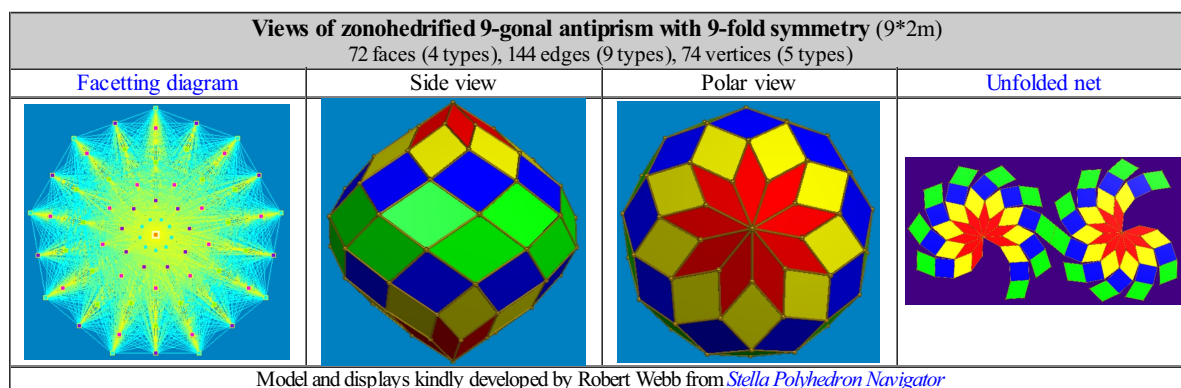 Views of zonohedrified 9-gonal antiprism with 9-fold symmetry (9*2m)
72 faces (4 types), 144 edges (9 types), 74 vertices (5 types)
Facetting diagram
Side view
Polar view
Unfolded net
Model and displays kindly developed by Robert Webb from Stella Polyhedron Navigator